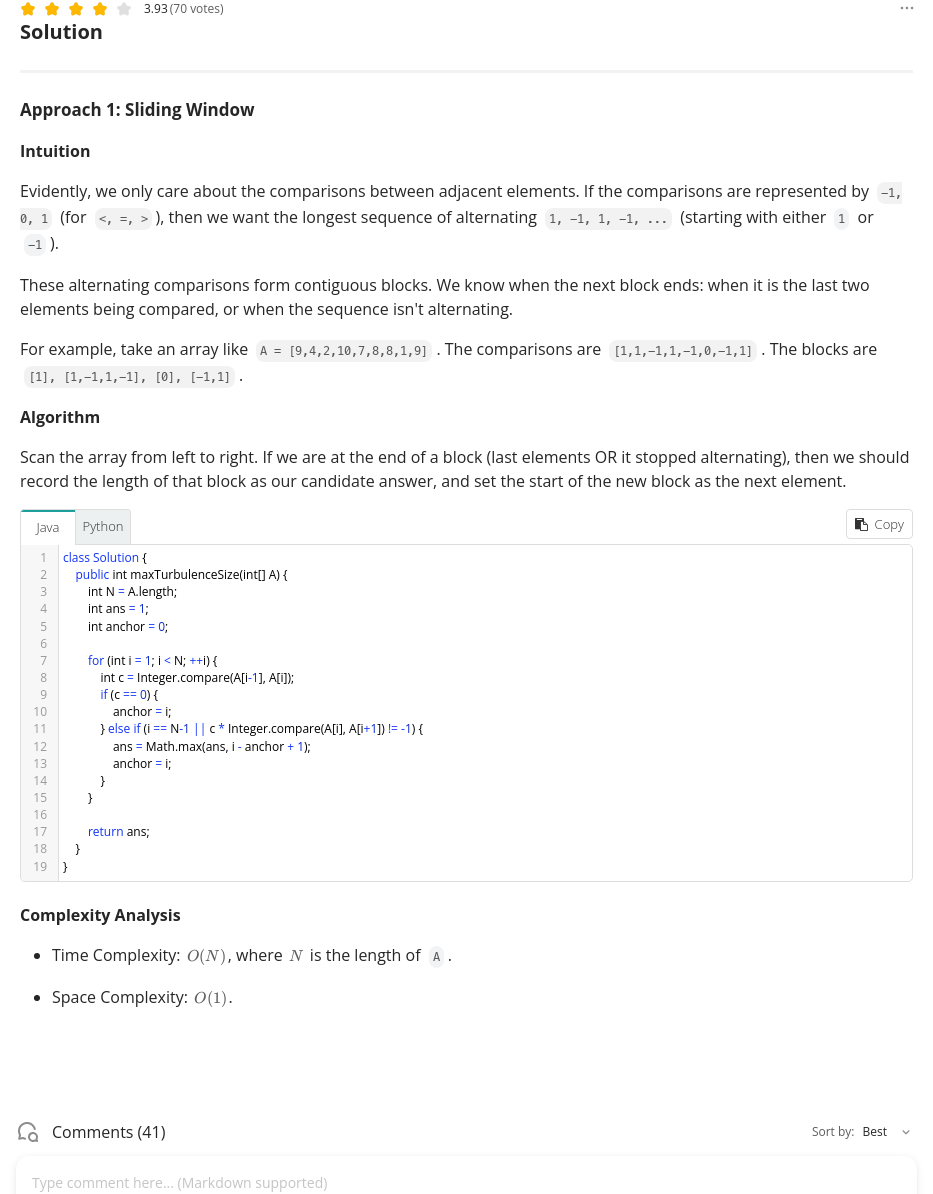 3.93 (70 votes)
Solution
Approach 1: Sliding Window
Intuition
Evidently, we only care about the comparisons between adjacent elements. If the comparisons are represented by -1,
0, 1 (for <, =, > ), then we want the longest sequence of alternating 1, -1, 1, -1, ... (starting with either 1 or
-1 ).
These alternating comparisons form contiguous blocks. We know when the next block ends: when it is the last two
elements being compared, or when the sequence isn't alternating.
For example, take an array like A = [9,4,2,10,7,8,8,1,9] . The comparisons are [1,1,-1,1,-1,0,-1,1] . The blocks are
[1], [1,-1,1,-1], [0], [-1,1] .
Algorithm
Scan the array from left to right. If we are at the end of a block (last elements OR it stopped alternating), then we should
record the length of that block as our candidate answer, and set the start of the new block as the next element.
Java Python Copy
1 class Solution {
2 public int maxTurbulenceSize(int[] A) {
3 int N = A.length;
4 int ans = 1;
5 int anchor = 0;
6
7 for (int i = 1; i < N; ++i) {
8 int c = Integer.compare(A[i-1], A[i]);
9 if (c == 0) {
10 anchor = i;
11 } else if (i == N-1 || c * Integer.compare(A[i], A[i+1]) != -1) {
12 ans = Math.max(ans, i - anchor + 1);
13 anchor = i;
14 }
15 }
16
17 return ans;
18 }
19 }
Complexity Analysis
• Time Complexity: O(N), where N is the length of A .
• Space Complexity: O(1).
Comments (41) Sort by: Best
Type comment here... (Markdown supported)